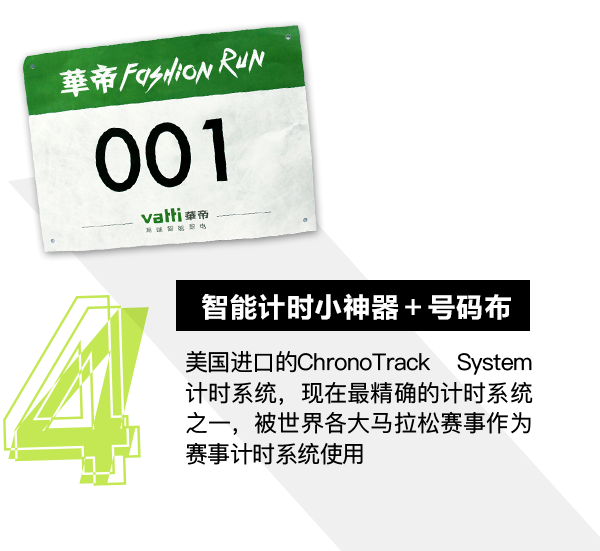 華帝 FASHION RUN
001
vatti 華帝
高端智能厨电
4
智能计时小神器＋号码布
美国进口的ChronoTrack System
计时系统，现在最精确的计时系统
之一，被世界各大马拉松赛事作为
赛事计时系统使用